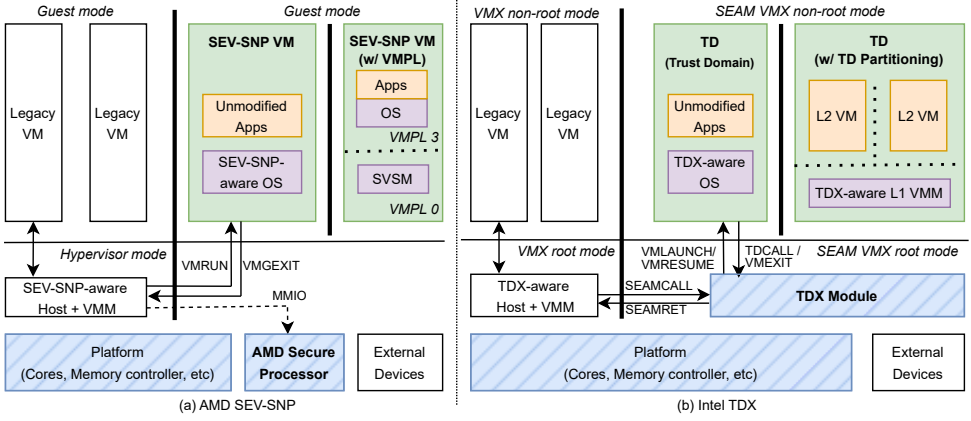 Guest mode
Guest mode
Legacy
VM
Legacy
VM
SEV-SNP VM
Unmodified
Apps
SEV-SNP-
aware OS
SEV-SNP VM
(w/ VMPL)
Apps
OS
VMPL 3
SVSM
VMPL 0
Hypervisor mode
VMRUN
VMGEXIT
SEV-SNP-aware
Host + VMM
MMIO
Platform
(Cores, Memory controller, etc)
AMD Secure
Processor
External
Devices
(a) AMD SEV-SNP
VMX non-root mode
SEAM VMX non-root mode
Legacy
VM
Legacy
VM
TD
(Trust Domain)
Unmodified
Apps
TDX-aware
OS
TD
(w/ TD Partitioning)
L2 VM
L2 VM
TDX-aware L1 VMM
VMX root mode
SEAM VMX root mode
VMLAUNCH/
VMRESUME
TDCALL /
VMEXIT
TDX-aware
Host + VMM
SEAMCALL
SEAMRET
TDX Module
Platform
(Cores, Memory controller, etc)
External
Devices
(b) Intel TDX